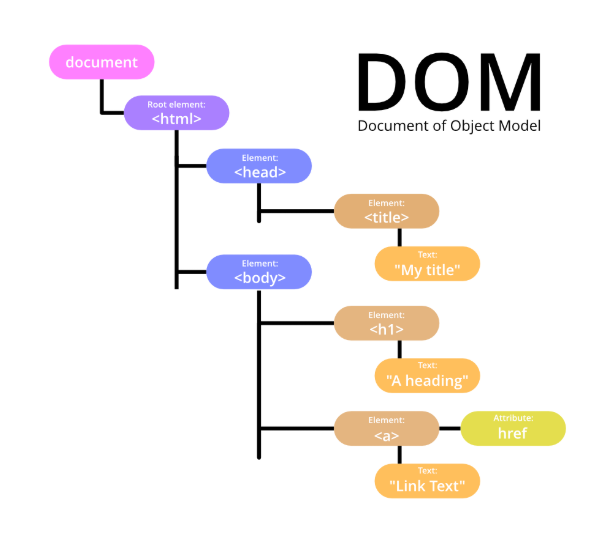 document
DOM
Document of Object Model
Root element:
<html>
Element:
<head>
Element:
<title>
Text:
"My title"
Element:
<body>
Element:
<h1>
Text:
"A heading"
Element:
<a>
Attribute:
href
Text:
"Link Text"